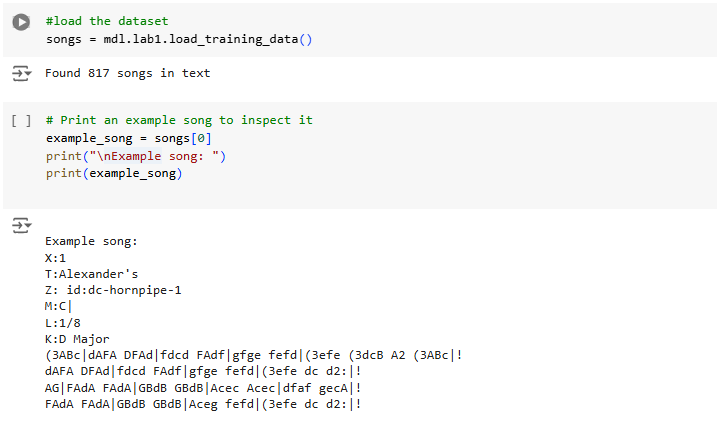 #load the dataset
songs = mdl.lab1.load_training_data()
Found 817 songs in text
[ ] # Print an example song to inspect it
example_song = songs[0]
print("\nExample song: ")
print(example_song)
Example song:
X:1
T:Alexander's
Z: id:dc-hornpipe-1
M:C|
L:1/8
K:D Major
(3ABc|dAFA DFAd|fdcd FAdf|gfge fefd|(3efe (3dcB A2 (3ABc|!
dAFA DFAd|fdcd FAdf|gfge fefd|(3efe dc d2:|!
AG|FAdA FAdA|GBdB GBdB|Acec Acec|dfaf gecA|!
FAdA FAdA|GBdB GBdB|Aceg fefd|(3efe dc d2:|!